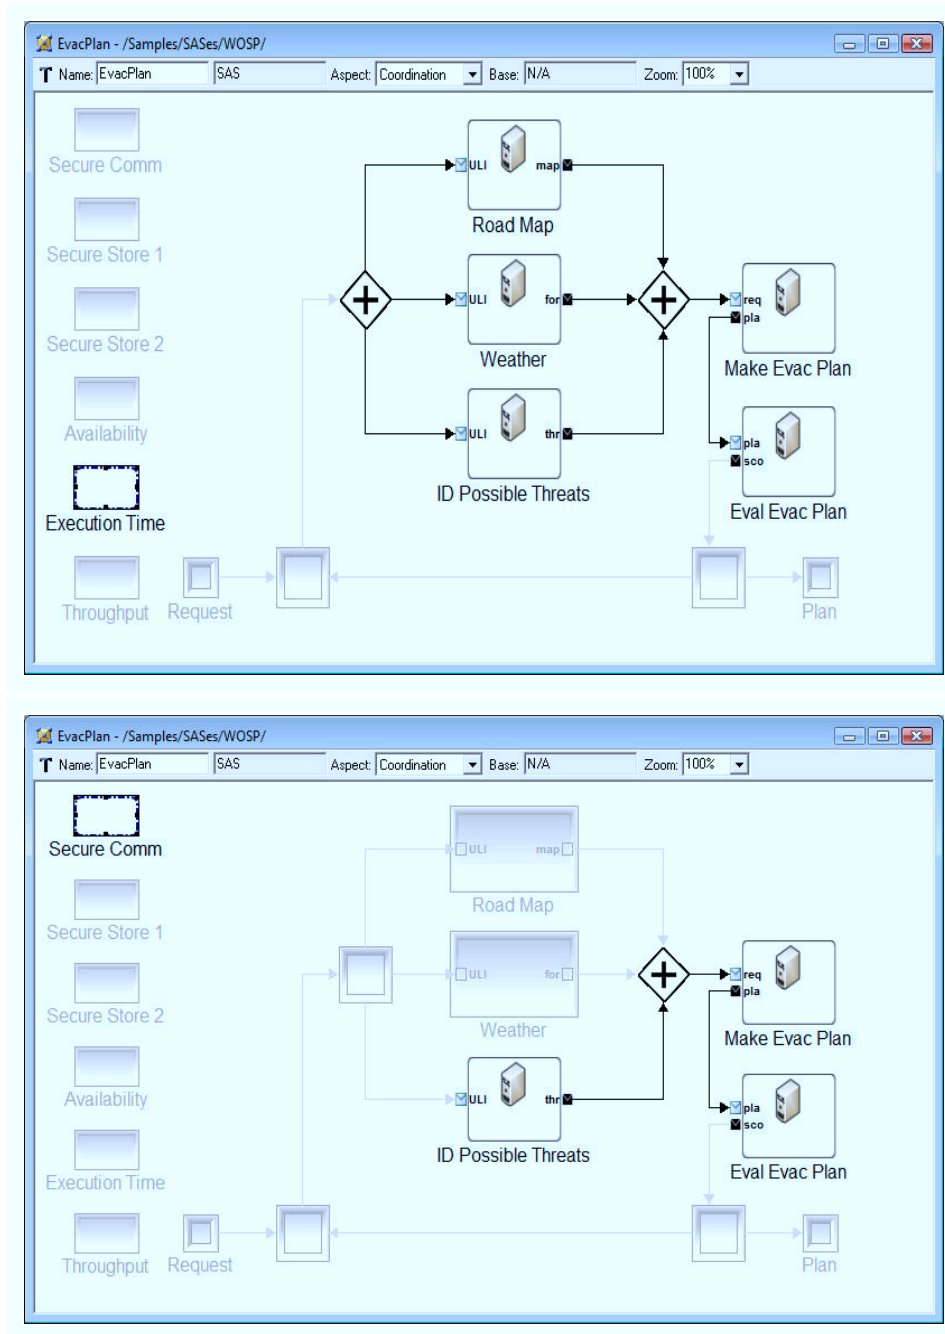 EvacPlan - /Samples/SASes/WOSP/
T Name: EvacPlan SAS Aspect: Coordination Base: N/A Zoom: 100%
Secure Comm
ULI map
Road Map
Secure Store 1
ULI for
req
pla
Secure Store 2
Weather
Make Evac Plan
Availability
ULI thr
pla
sco
ID Possible Threats
Eval Evac Plan
Execution Time
Throughput
Request
Plan
EvacPlan - /Samples/SASes/WOSP/
T Name: EvacPlan SAS Aspect: Coordination Base: N/A Zoom: 100%
Secure Comm
ULI map
Road Map
Secure Store 1
ULI for
req
pla
Secure Store 2
Weather
Make Evac Plan
Availability
ULI thr
pla
sco
ID Possible Threats
Eval Evac Plan
Execution Time
Throughput
Request
Plan